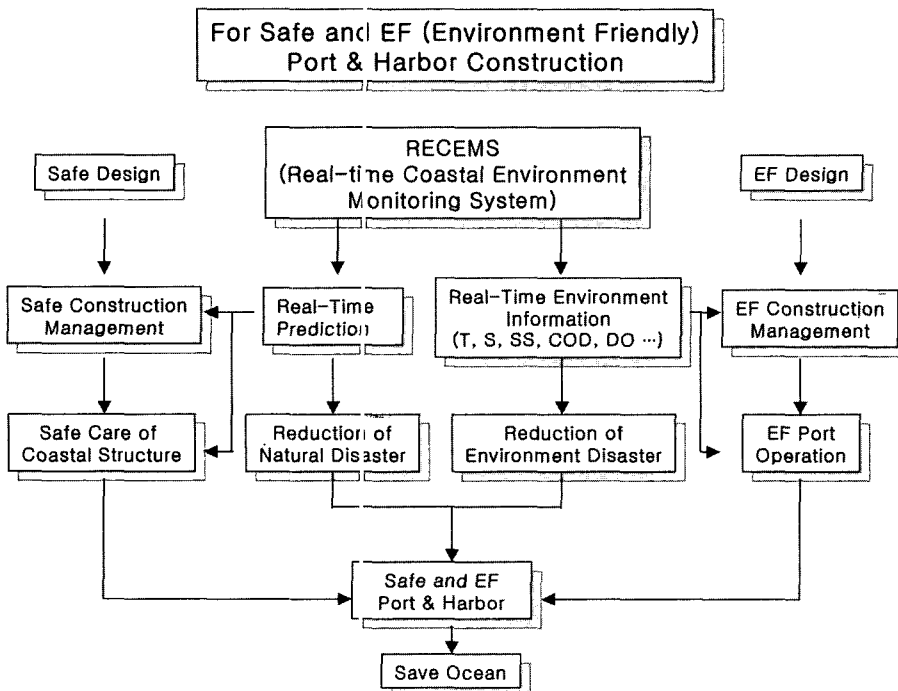 For Safe and EF (Environment Friendly)
Port & Harbor Construction
RECEMS
(Real-time Coastal Environment
Monitoring System)
Safe Design
EF Design
Safe Construction
Management
Real-Time
Prediction
Real-Time Environment
Information
(T, S, SS, COD, DO ···)
EF Construction
Management
Safe Care of
Coastal Structure
Reduction of
Natural Disaster
Reduction of
Environment Disaster
EF Port
Operation
Safe and EF
Port & Harbor
Save Ocean